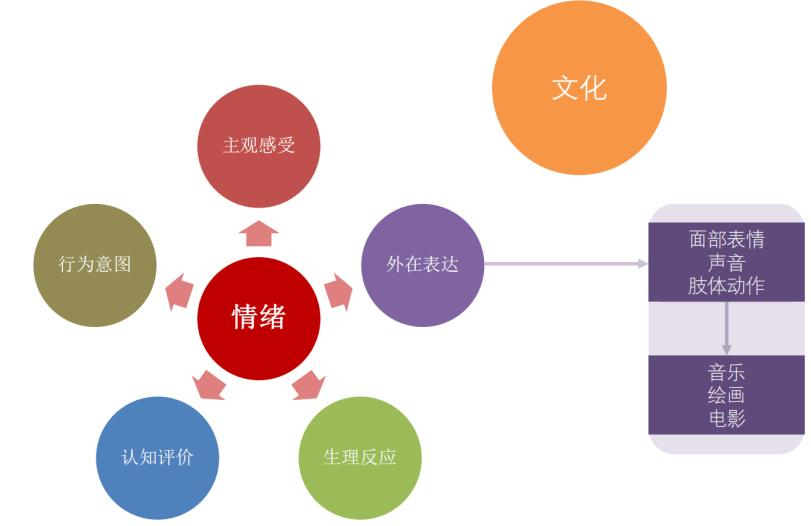 文化
主观感受
行为意图
外在表达
面部表情
声音
肢体动作
情绪
音乐
绘画
电影
认知评价
生理反应